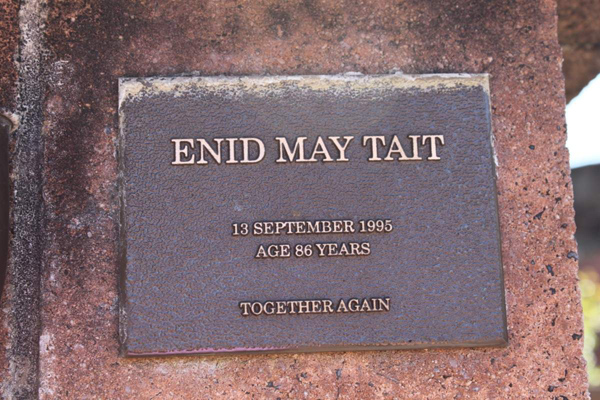 ENID MAY TAIT
13 SEPTEMBER 1995
AGE 86 YEARS
TOGETHER AGAIN